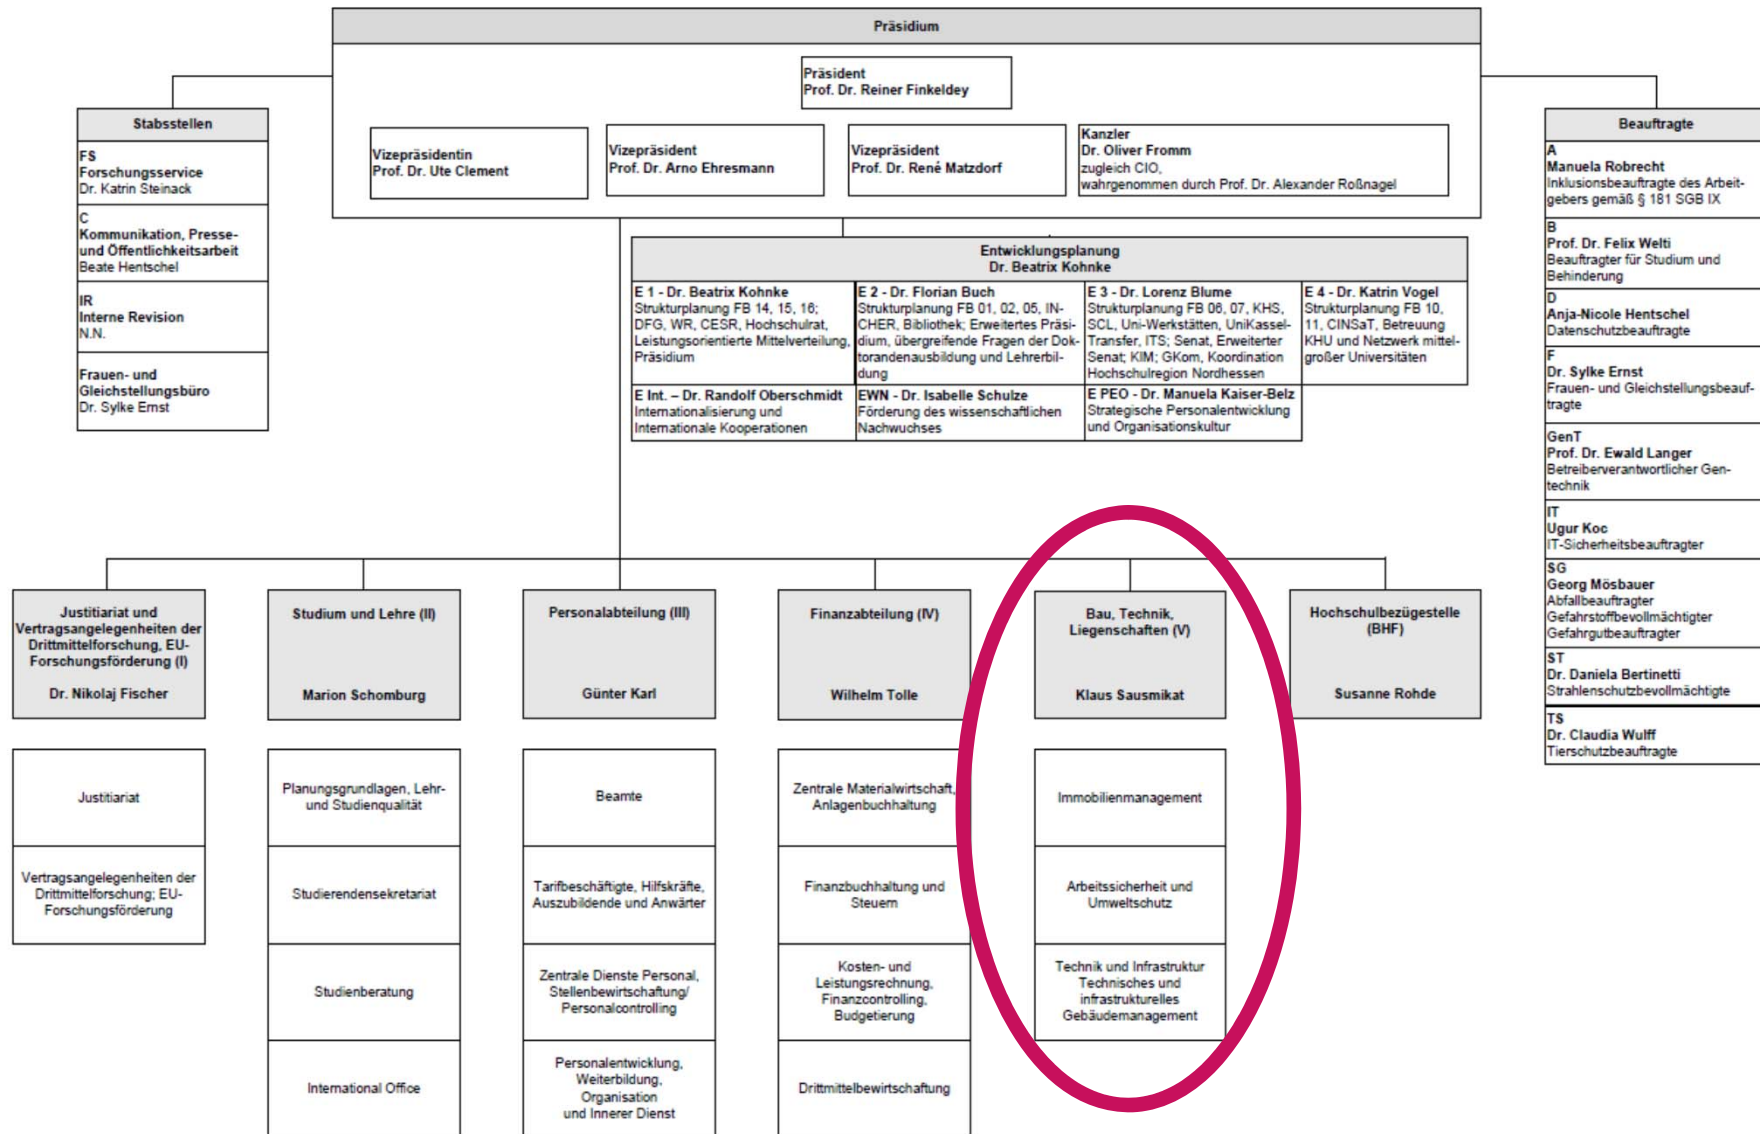 Präsidium
Präsident
Prof. Dr. Reiner Finkeldey
Vizepräsidentin
Prof. Dr. Ute Clement
Vizepräsident
Prof. Dr. Arno Ehresmann
Vizepräsident
Prof. Dr. René Matzdorf
Kanzler
Dr. Oliver Fromm
zugleich CIO,
wahrgenommen durch Prof. Dr. Alexander Roßnagel
Stabsstellen
FS
Forschungsservice
Dr. Katrin Steinack
C
Kommunikation, Presse-
und Öffentlichkeitsarbeit
Beate Hentschel
IR
Interne Revision
N.N.
Frauen- und
Gleichstellungsbüro
Dr. Sylke Ernst
Entwicklungsplanung
Dr. Beatrix Kohnke
E 1 - Dr. Beatrix Kohnke
Strukturplanung FB 14, 15, 16;
DFG, WR, CESR, Hochschulrat,
Leistungsorientierte Mittelverteilung,
Präsidium
E 2 - Dr. Florian Buch
Strukturplanung FB 01, 02, 05, IN-
CHER, Bibliothek; Erweitertes Präsi-
dium, übergreifende Fragen der Dok-
torandenausbildung und Lehrerbil-
dung
E 3 - Dr. Lorenz Blume
Strukturplanung FB 06, 07, KHS,
SCL, Uni-Werkstätten, UniKassel-
Transfer, ITS; Senat, Erweiterter
Senat; KIM; GKom, Koordination
Hochschulregion Nordhessen
E 4 - Dr. Katrin Vogel
Strukturplanung FB 10,
11, CINSaT, Betreuung
KHU und Netzwerk mittel-
großer Universitäten
E Int. – Dr. Randolf Oberschmidt
Internationalisierung und
Internationale Kooperationen
EWN - Dr. Isabelle Schulze
Förderung des wissenschaftlichen
Nachwuchses
E PEO - Dr. Manuela Kaiser-Belz
Strategische Personalentwicklung
und Organisationskultur
Beauftragte
A
Manuela Robrecht
Inklusionsbeauftragte des Arbeit-
gebers gemäß § 181 SGB IX
B
Prof. Dr. Felix Welti
Beauftragter für Studium und
Behinderung
D
Anja-Nicole Hentschel
Datenschutzbeauftragte
F
Dr. Sylke Ernst
Frauen- und Gleichstellungsbeauf-
tragte
GenT
Prof. Dr. Ewald Langer
Betreiberverantwortlicher Gen-
technik
IT
Ugur Koc
IT-Sicherheitsbeauftragter
SG
Georg Mösbauer
Abfallbeauftragter
Gefahrstoffbevollmächtigter
Gefahrgutbeauftragter
ST
Dr. Daniela Bertinetti
Strahlenschutzbevollmächtigte
TS
Dr. Claudia Wulff
Tierschutzbeauftragte
Justitiariat und
Vertragsangelegenheiten der
Drittmittelforschung, EU-
Forschungsförderung (I)
Dr. Nikolaj Fischer
Justitiariat
Vertragsangelegenheiten der
Drittmittelforschung; EU-
Forschungsförderung
Studium und Lehre (II)
Marion Schomburg
Planungsgrundlagen, Lehr-
und Studienqualität
Studierendensekretariat
Studienberatung
International Office
Personalabteilung (III)
Günter Karl
Beamte
Tarifbeschäftigte, Hilfskräfte,
Auszubildende und Anwärter
Zentrale Dienste Personal,
Stellenbewirtschaftung/
Personalcontrolling
Personalentwicklung,
Weiterbildung,
Organisation
und Innerer Dienst
Finanzabteilung (IV)
Wilhelm Tolle
Zentrale Materialwirtschaft,
Anlagenbuchhaltung
Finanzbuchhaltung und
Steuern
Kosten- und
Leistungsrechnung,
Finanzcontrolling,
Budgetierung
Drittmittelbewirtschaftung
Bau, Technik,
Liegenschaften (V)
Klaus Sausmikat
Immobilienmanagement
Arbeitssicherheit und
Umweltschutz
Technik und Infrastruktur
Technisches und
infrastrukturelles
Gebäudemanagement
Hochschulbezügestelle
(BHF)
Susanne Rohde